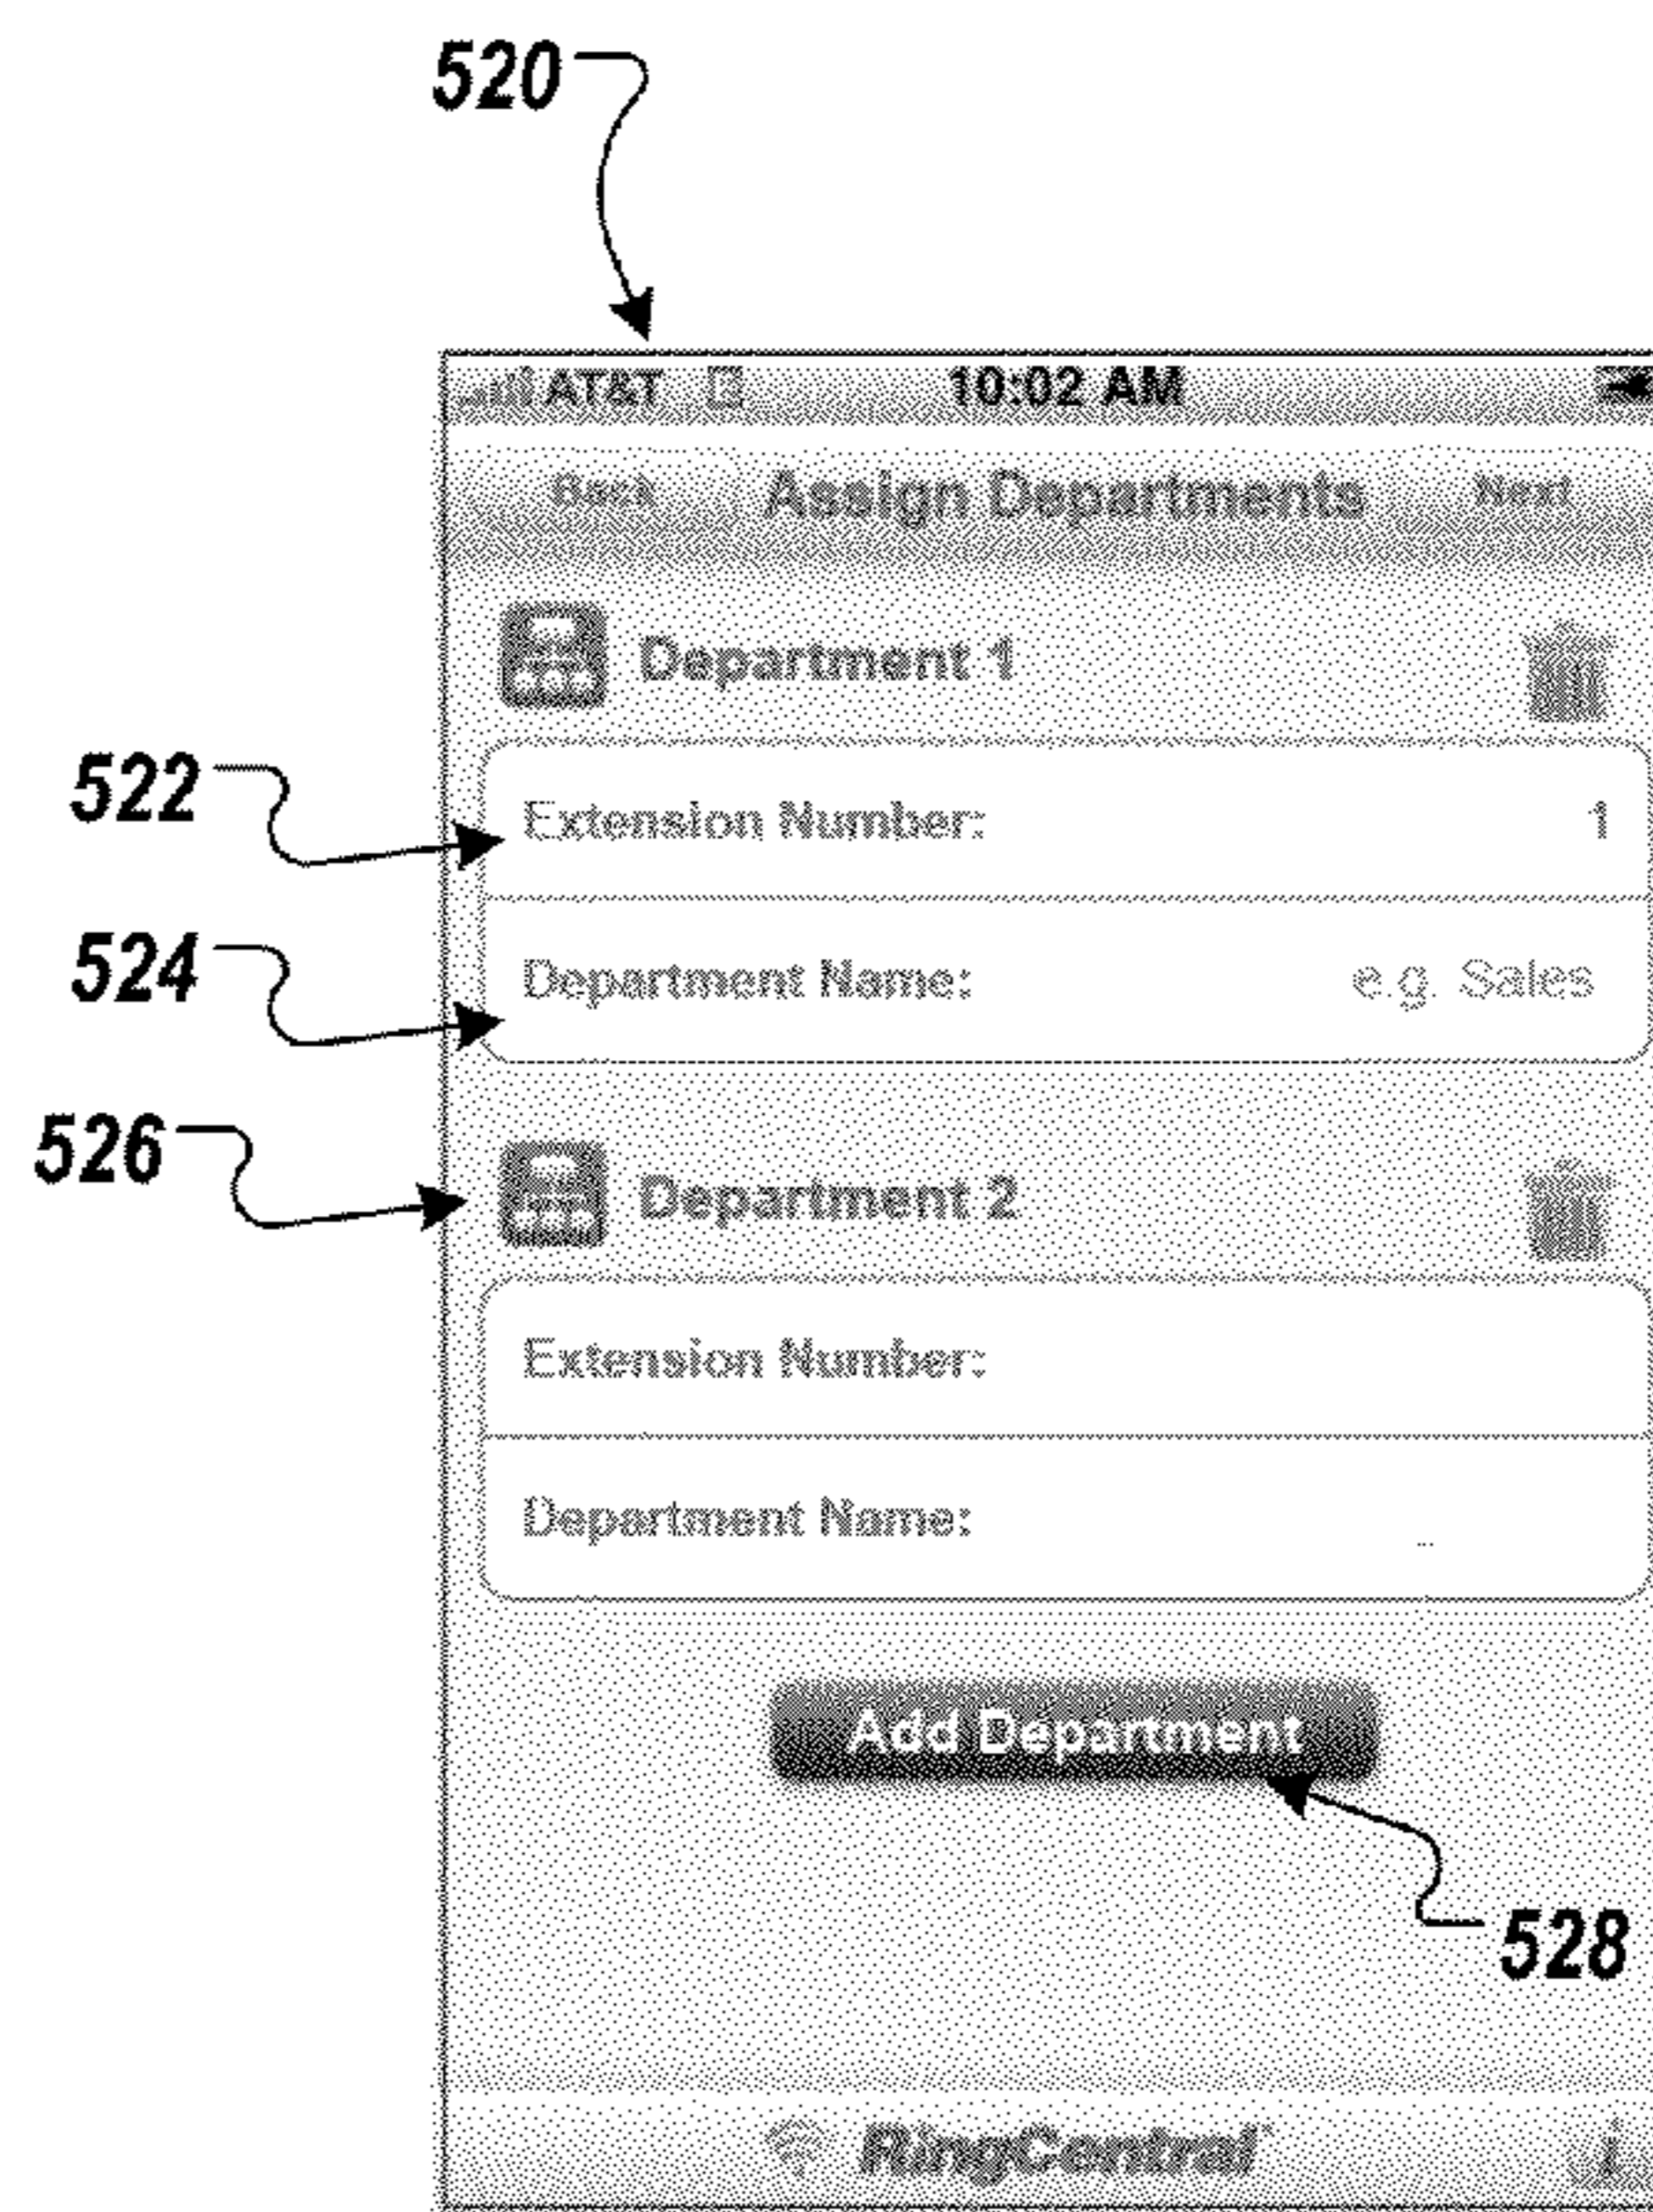 520
AT&T E 10:02 AM
Back Assign Departments Next
Department 1
522
Extension Number: 1
524
Department Name: e.g. Sales
526
Department 2
Extension Number:
Department Name:
Add Department
528
RingCentral